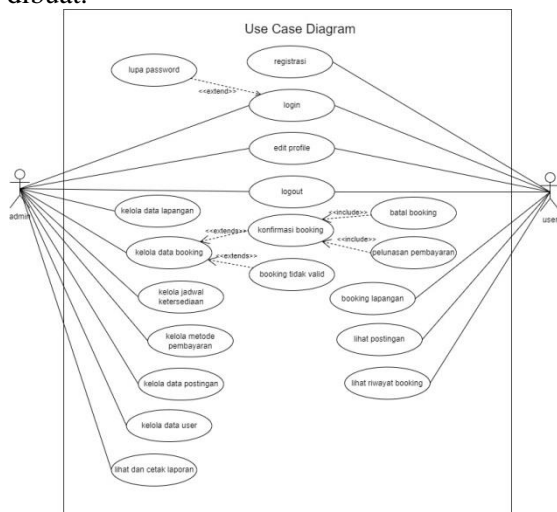 dibuat.
Use Case Diagram
registrasi
lupa password
<<extend>>
login
edit profile
logout
admin
user
kelola data lapangan
<<include>>
batal booking
<<extends>>
konfirmasi booking
<<include>>
kelola data booking
pelunasan pembayaran
<<extends>>
booking tidak valid
kelola jadwal
ketersediaan
booking lapangan
kelola metode
pembayaran
lihat postingan
kelola data postingan
lihat riwayat booking
kelola data user
lihat dan cetak laporan